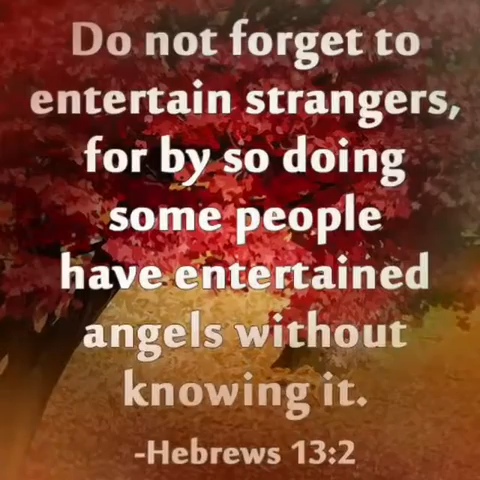 Do not forget to
entertain strangers,
for by so doing
some people
have entertained
angels without
knowing it.
-Hebrews 13:2